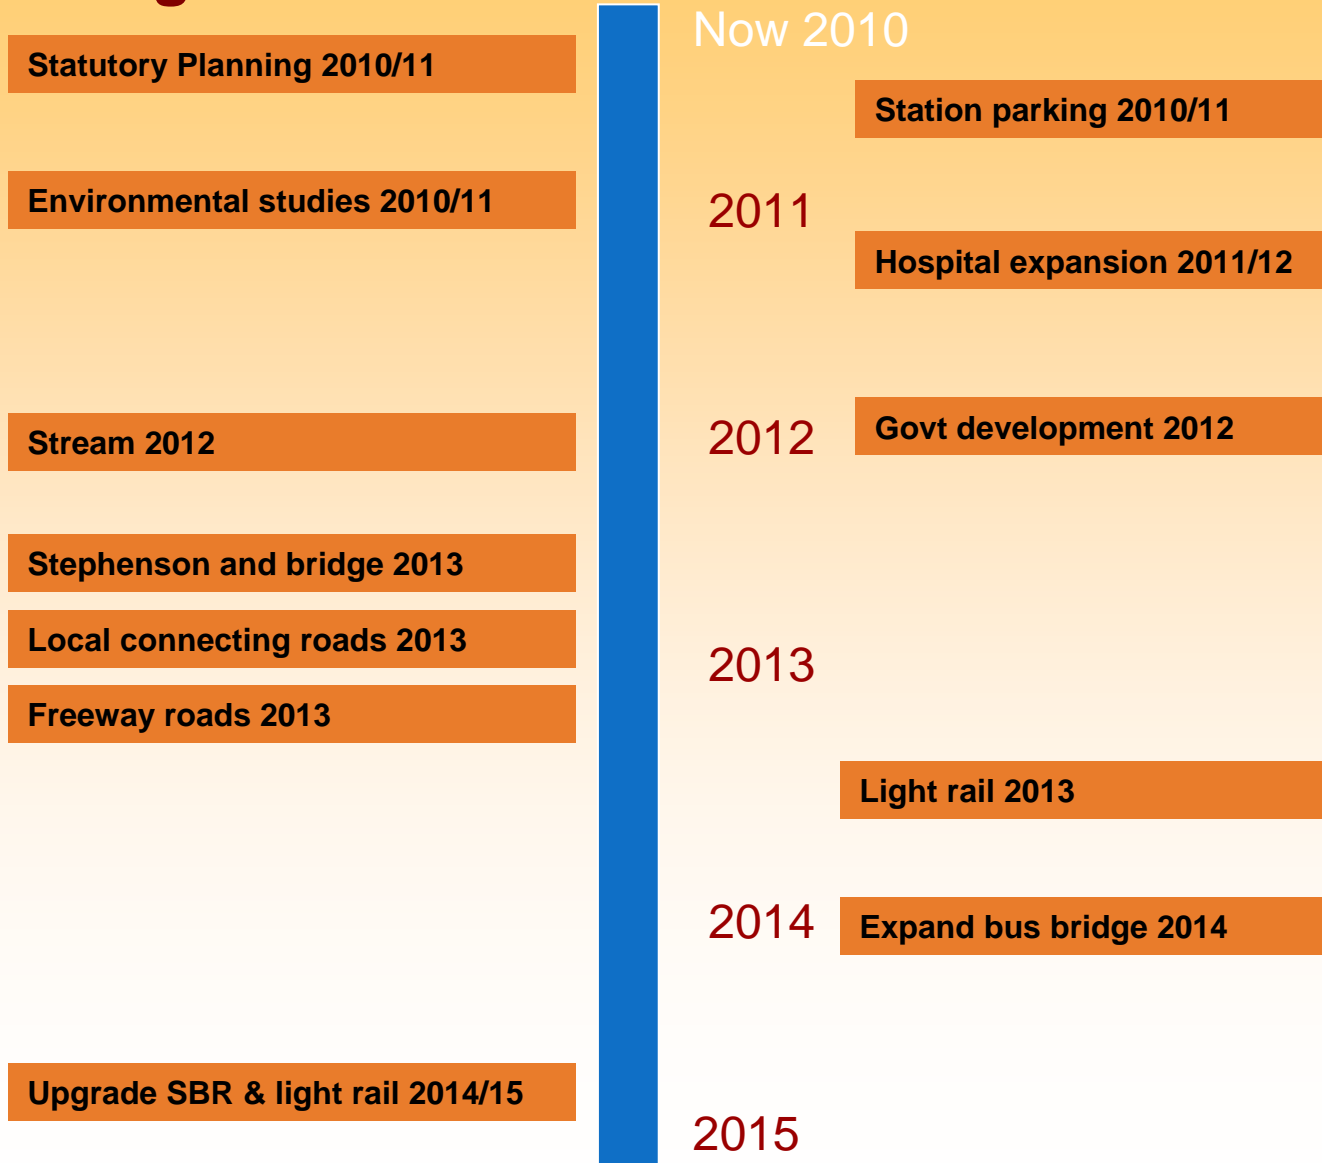 Now 2010
Statutory Planning 2010/11
Station parking 2010/11
Environmental studies 2010/11
2011
Hospital expansion 2011/12
Stream 2012
2012
Govt development 2012
Stephenson and bridge 2013
Local connecting roads 2013
2013
Freeway roads 2013
Light rail 2013
2014
Expand bus bridge 2014
Upgrade SBR & light rail 2014/15
2015